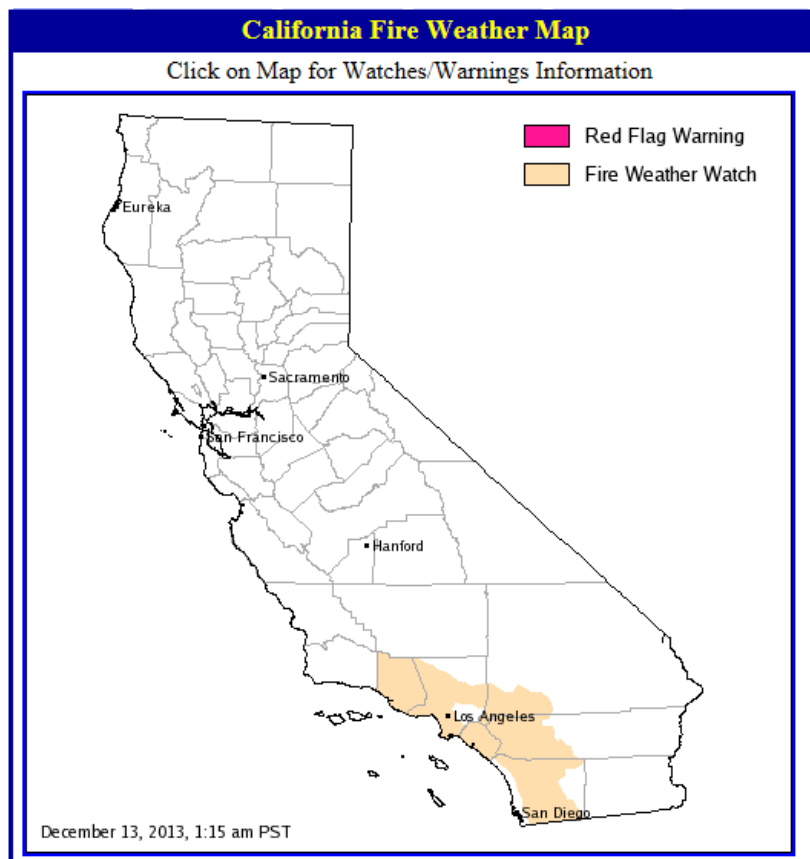 California Fire Weather Map
Click on Map for Watches/Warnings Information
Red Flag Warning
Fire Weather Watch
Eureka
Sacramento
San Francisco
Hanford
Los Angeles
San Diego
December 13, 2013, 1:15 am PST